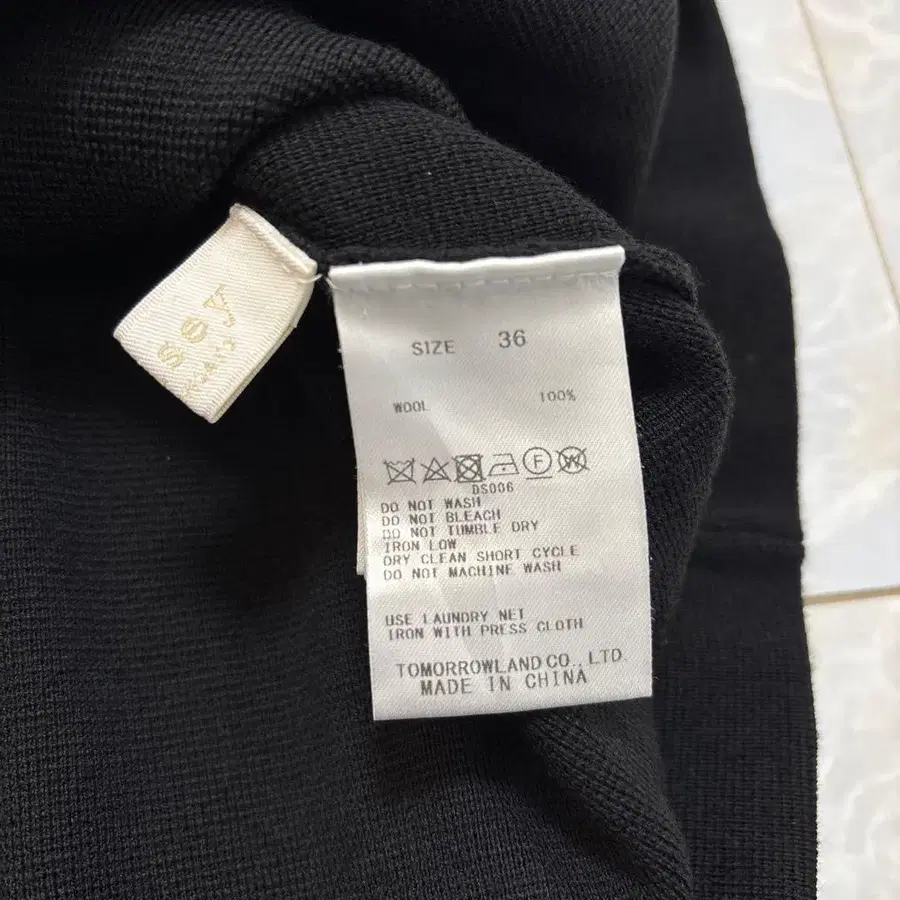 SIZE 36
WOOL 100%
F W
DS006
DO NOT WASH
DO NOT BLEACH
DO NOT TUMBLE DRY
IRON LOW
DRY CLEAN SHORT CYCLE
DO NOT MACHINE WASH
USE LAUNDRY NET
IRON WITH PRESS CLOTH
TOMORROWLAND CO., LTD.
MADE IN CHINA